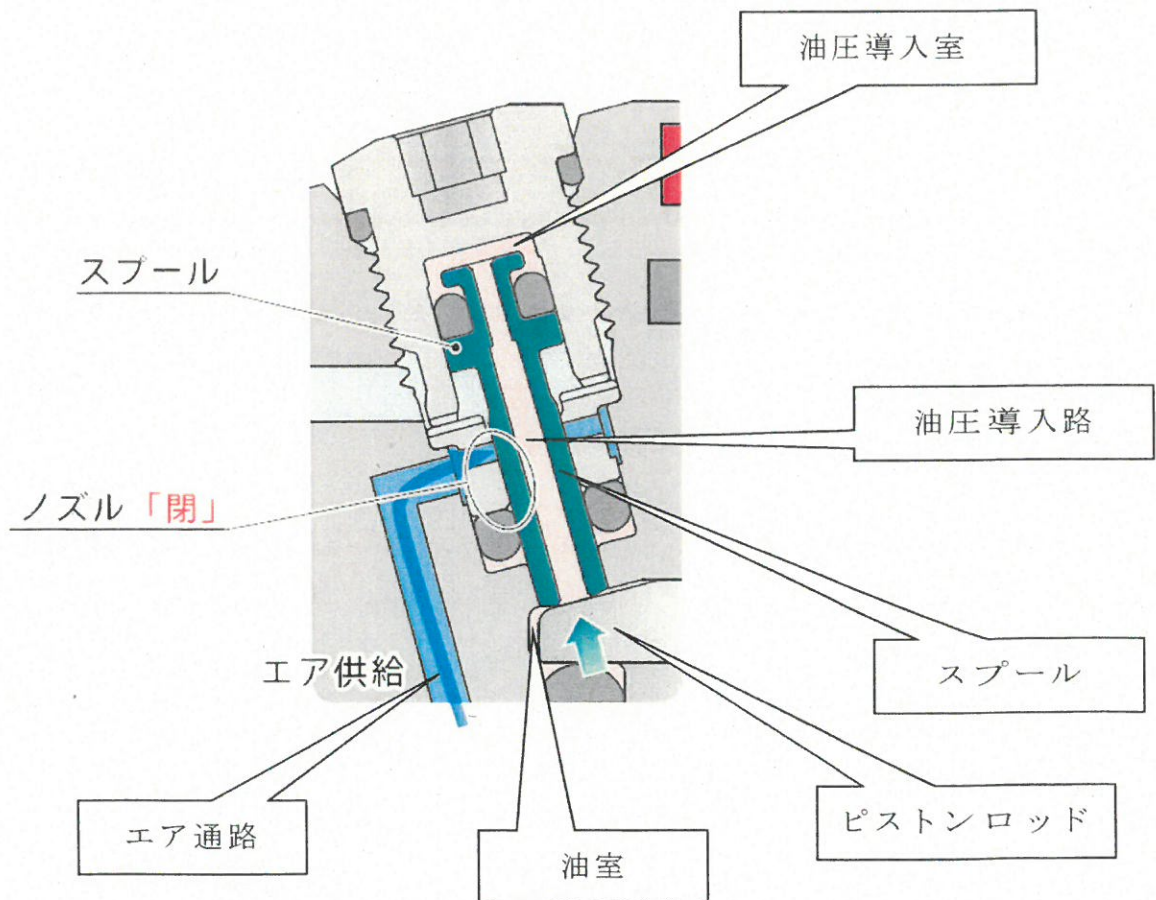 油圧導入室
スプール
油圧導入路
ノズル「閉」
エア供給
スプール
エア通路
油室
ピストンロッド